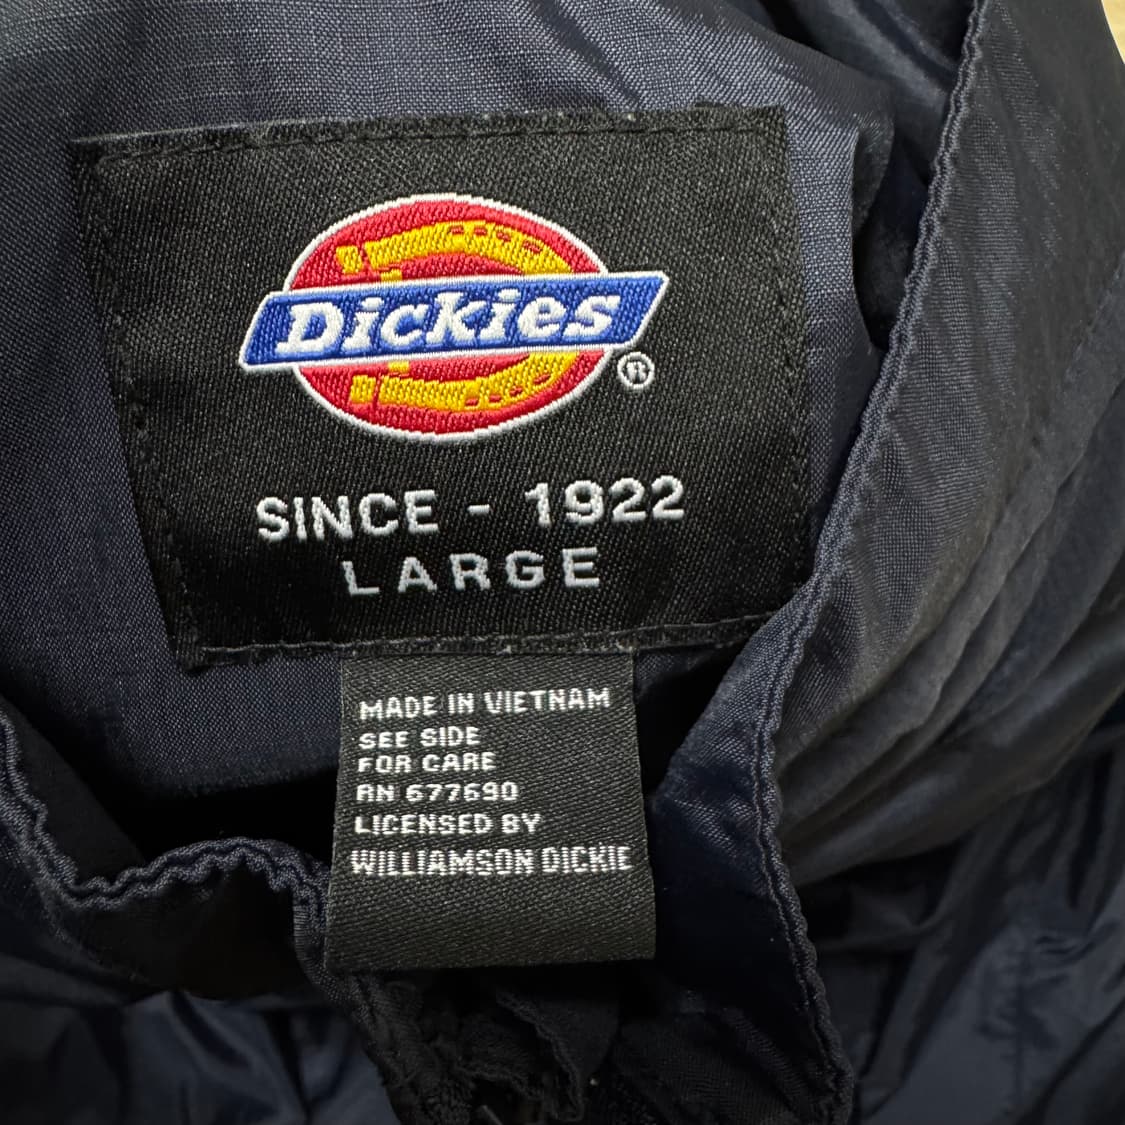 Dickies
®
SINCE - 1922
LARGE
MADE IN VIETNAM
SEE SIDE
FOR CARE
RN 677690
LICENSED BY
WILLIAMSON DICKIE